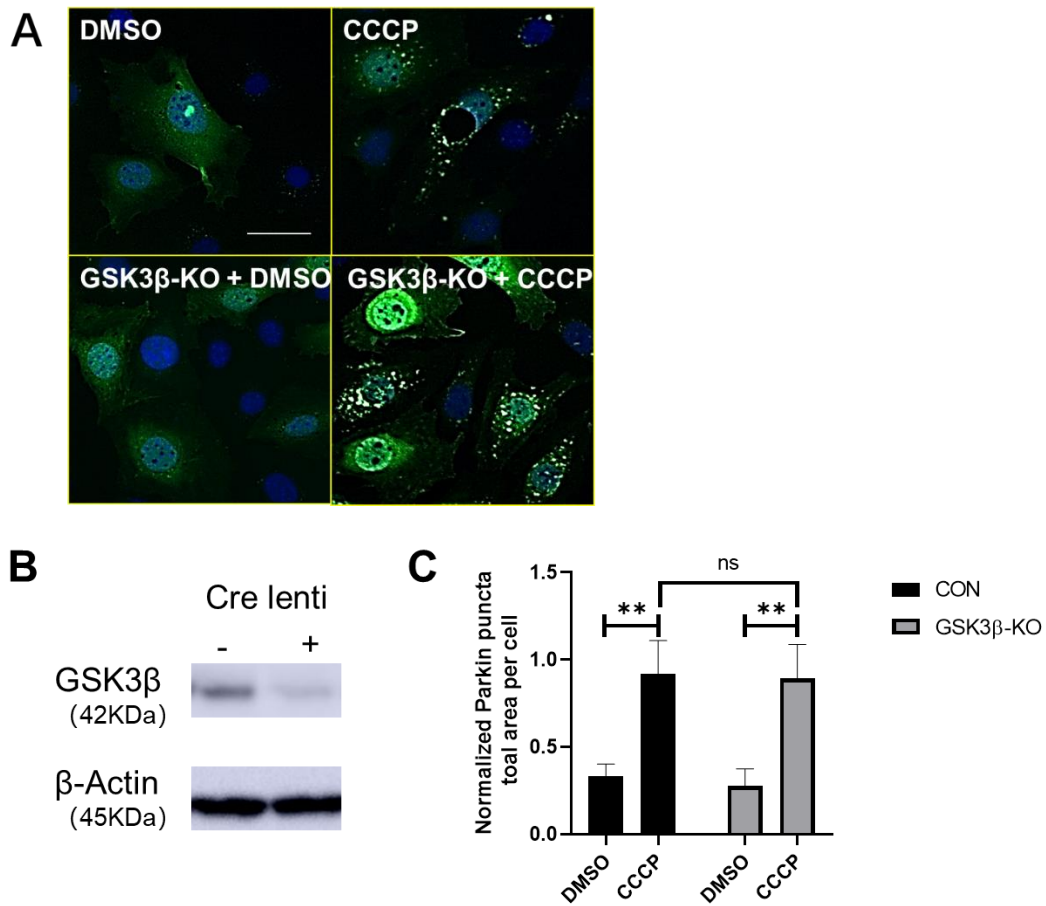 A
DMSO
CCCP
GSK3β-KO + DMSO
GSK3β-KO + CCCP
B
Cre lenti
- +
GSK3β
(42KDa)
β-Actin
(45KDa)
C
Normalized Parkin puncta
toal area per cell
1.5
1.0
0.5
0.0
ns
** **
DMSO
CCCP
DMSO
CCCP
CON
GSK3β-KO